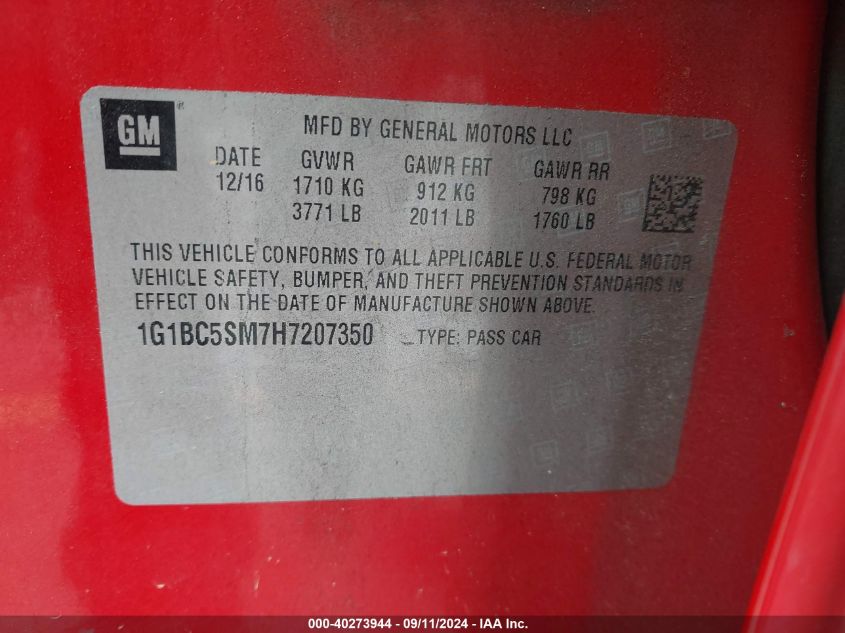 GM ®
MFD BY GENERAL MOTORS LLC
DATE GVWR GAWR FRT GAWR RR
12/16 1710 KG 912 KG 798 KG
3771 LB 2011 LB 1760 LB
THIS VEHICLE CONFORMS TO ALL APPLICABLE U.S. FEDERAL MOTOR
VEHICLE SAFETY, BUMPER, AND THEFT PREVENTION STANDARDS IN
EFFECT ON THE DATE OF MANUFACTURE SHOWN ABOVE.
1G1BC5SM7H7207350 TYPE: PASS CAR
000-40273944 - 09/11/2024 - IAA Inc.